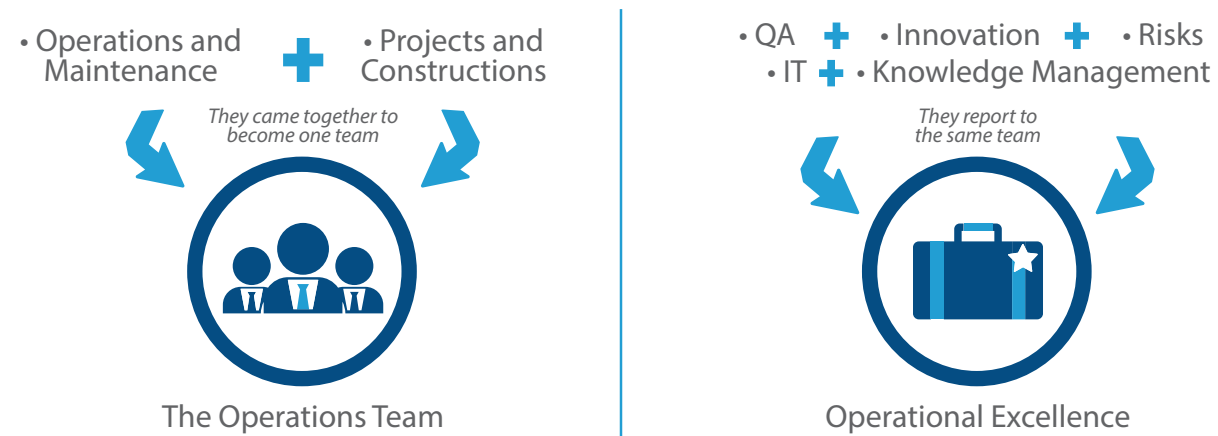 • Operations and
Maintenance
• Projects and
Constructions
They came together to
become one team
The Operations Team
• QA + • Innovation + • Risks
• IT + • Knowledge Management
They report to
the same team
Operational Excellence